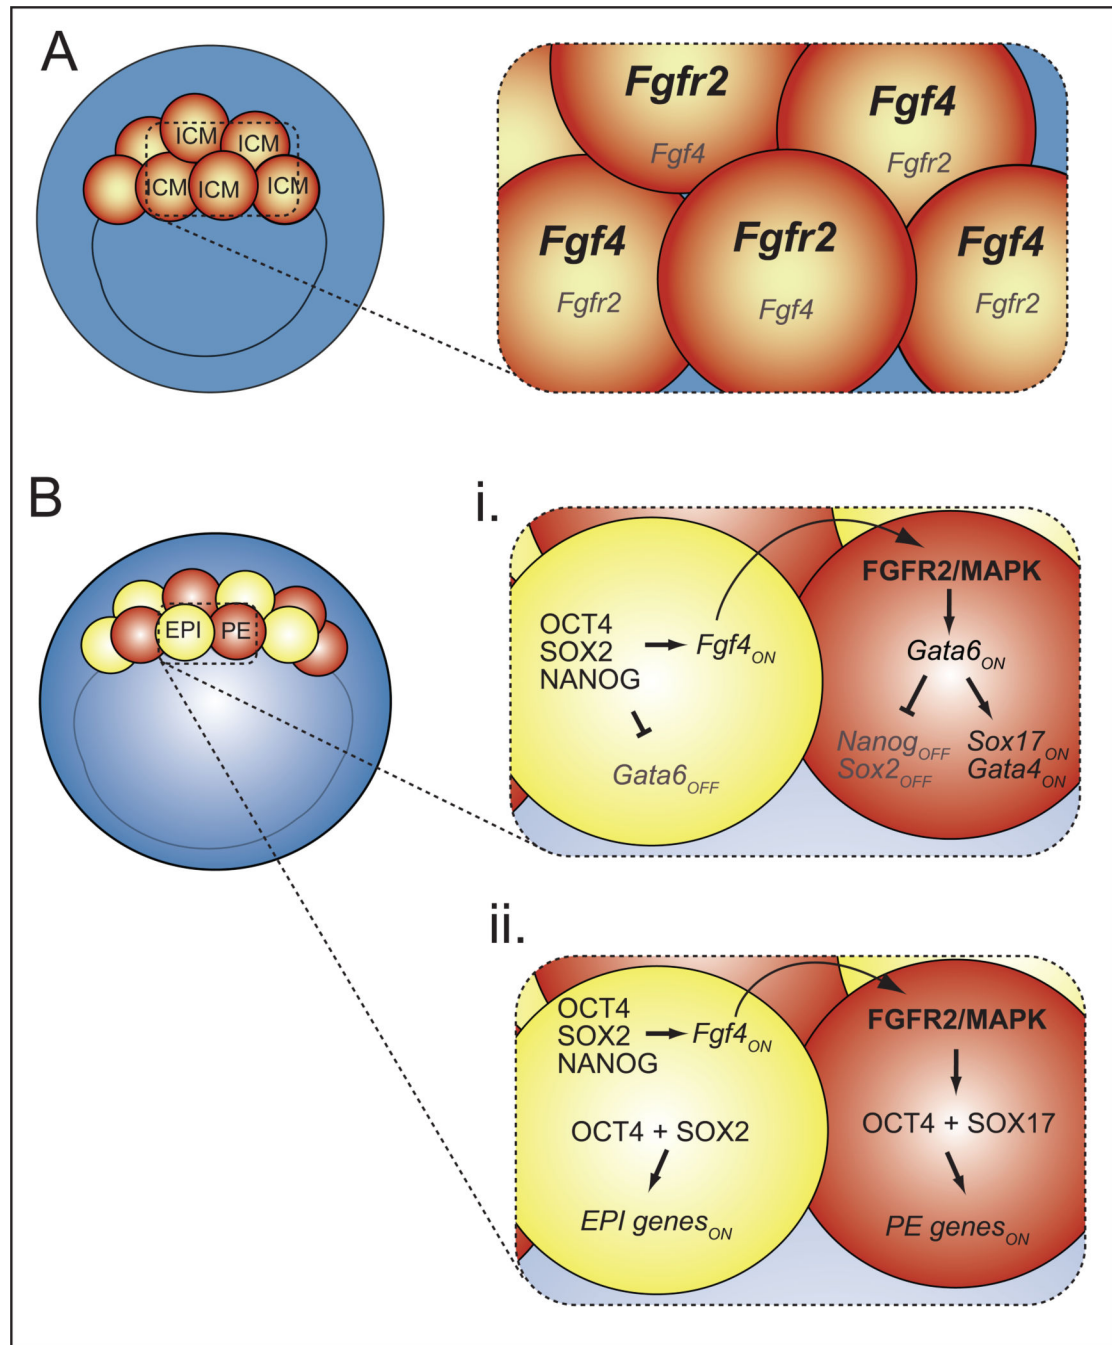 A
ICM
ICM
ICM
ICM
ICM
Fgfr2
Fgf4
Fgf4
Fgfr2
Fgf4
Fgfr2
Fgfr2
Fgf4
Fgf4
Fgfr2
B
EPI
PE
i.
OCT4
SOX2
NANOG
Fgf4ON
Gata6OFF
FGFR2/MAPK
Gata6ON
NanogOFF
Sox2OFF
Sox17ON
Gata4ON
ii.
OCT4
SOX2
NANOG
Fgf4ON
OCT4 + SOX2
EPI genesON
FGFR2/MAPK
OCT4 + SOX17
PE genesON